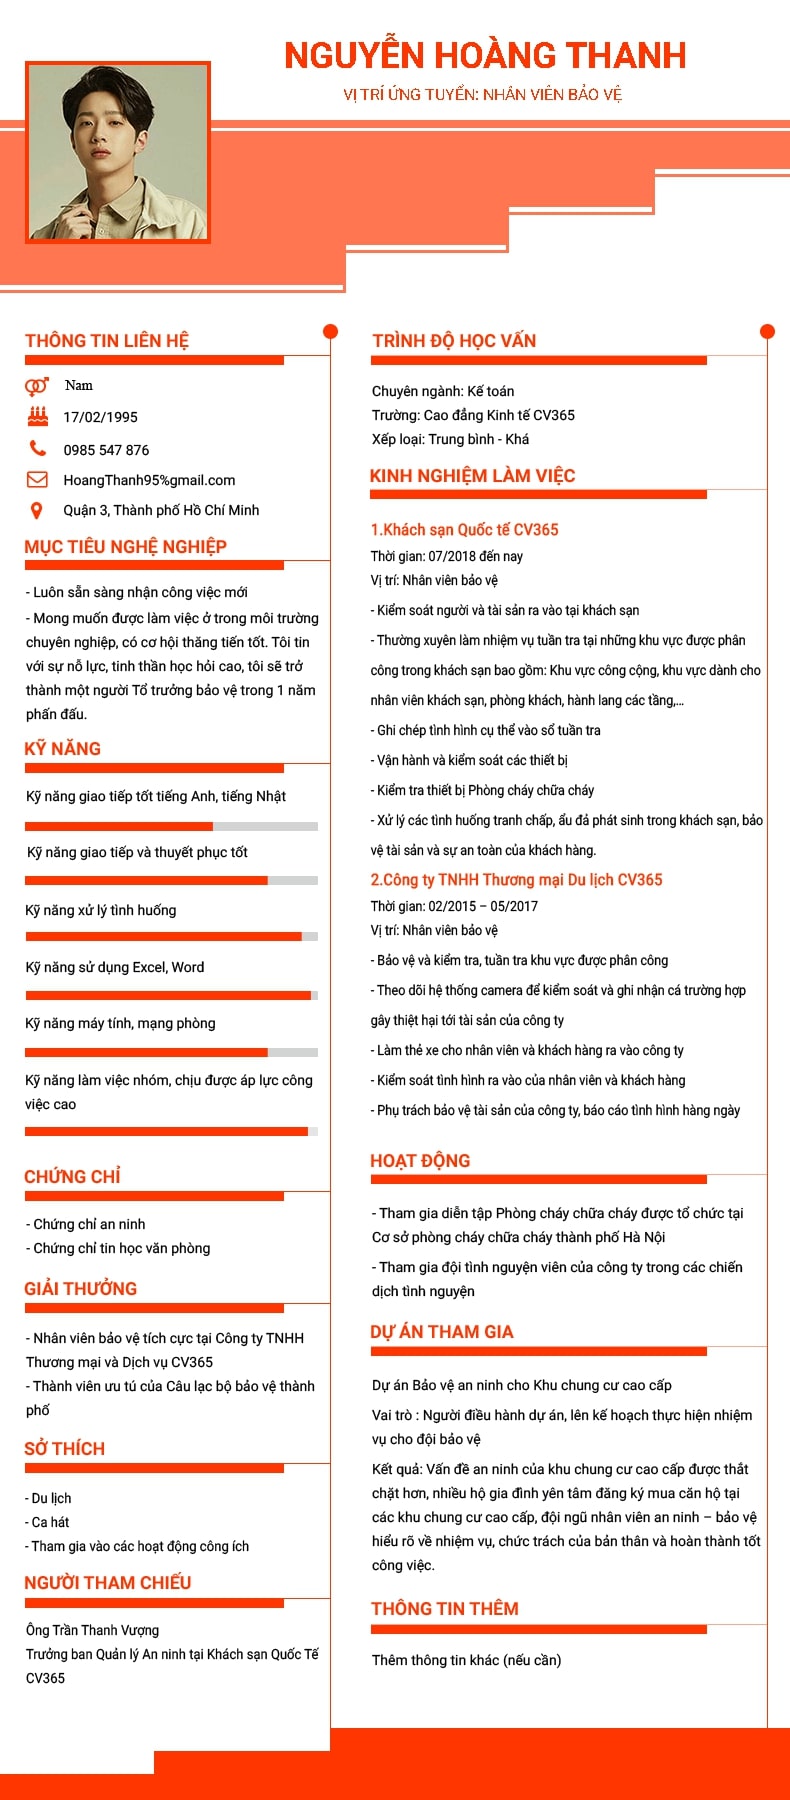 NGUYỄN HOÀNG THANH
VỊ TRÍ ỨNG TUYỂN: NHÂN VIÊN BẢO VỆ
THÔNG TIN LIÊN HỆ
Nam
17/02/1995
0985 547 876
HoangThanh95%gmail.com
Quận 3, Thành phố Hồ Chí Minh
MỤC TIÊU NGHỆ NGHIỆP
- Luôn sẵn sàng nhận công việc mới
- Mong muốn được làm việc ở trong môi trường
chuyên nghiệp, có cơ hội thăng tiến tốt. Tôi tin
với sự nỗ lực, tinh thần học hỏi cao, tôi sẽ trở
thành một người Tổ trưởng bảo vệ trong 1 năm
phấn đấu.
KỸ NĂNG
Kỹ năng giao tiếp tốt tiếng Anh, tiếng Nhật
Kỹ năng giao tiếp và thuyết phục tốt
Kỹ năng xử lý tình huống
Kỹ năng sử dụng Excel, Word
Kỹ năng máy tính, mạng phòng
Kỹ năng làm việc nhóm, chịu được áp lực công
việc cao
CHỨNG CHỈ
- Chứng chỉ an ninh
- Chứng chỉ tin học văn phòng
GIẢI THƯỞNG
- Nhân viên bảo vệ tích cực tại Công ty TNHH
Thương mại và Dịch vụ CV365
- Thành viên ưu tú của Câu lạc bộ bảo vệ thành
phố
SỞ THÍCH
- Du lịch
- Ca hát
- Tham gia vào các hoạt động công ích
NGƯỜI THAM CHIẾU
Ông Trần Thanh Vượng
Trưởng ban Quản lý An ninh tại Khách sạn Quốc Tế
CV365
TRÌNH ĐỘ HỌC VẤN
Chuyên ngành: Kế toán
Trường: Cao đẳng Kinh tế CV365
Xếp loại: Trung bình - Khá
KINH NGHIỆM LÀM VIỆC
1.Khách sạn Quốc tế CV365
Thời gian: 07/2018 đến nay
Vị trí: Nhân viên bảo vệ
- Kiểm soát người và tài sản ra vào tại khách sạn
- Thường xuyên làm nhiệm vụ tuần tra tại những khu vực được phân
công trong khách sạn bao gồm: Khu vực công cộng, khu vực dành cho
nhân viên khách sạn, phòng khách, hành lang các tầng,...
- Ghi chép tình hình cụ thể vào sổ tuần tra
- Vận hành và kiểm soát các thiết bị
- Kiểm tra thiết bị Phòng cháy chữa cháy
- Xử lý các tình huống tranh chấp, ẩu đả phát sinh trong khách sạn, bảo
vệ tài sản và sự an toàn của khách hàng.
2.Công ty TNHH Thương mại Du lịch CV365
Thời gian: 02/2015 – 05/2017
Vị trí: Nhân viên bảo vệ
- Bảo vệ và kiểm tra, tuần tra khu vực được phân công
- Theo dõi hệ thống camera để kiểm soát và ghi nhận cá trường hợp
gây thiệt hại tới tài sản của công ty
- Làm thẻ xe cho nhân viên và khách hàng ra vào công ty
- Kiểm soát tình hình ra vào của nhân viên và khách hàng
- Phụ trách bảo vệ tài sản của công ty, báo cáo tình hình hàng ngày
HOẠT ĐỘNG
- Tham gia diễn tập Phòng cháy chữa cháy được tổ chức tại
Cơ sở phòng cháy chữa cháy thành phố Hà Nội
- Tham gia đội tình nguyện viên của công ty trong các chiến
dịch tình nguyện
DỰ ÁN THAM GIA
Dự án Bảo vệ an ninh cho Khu chung cư cao cấp
Vai trò : Người điều hành dự án, lên kế hoạch thực hiện nhiệm
vụ cho đội bảo vệ
Kết quả: Vấn đề an ninh của khu chung cư cao cấp được thắt
chặt hơn, nhiều hộ gia đình yên tâm đăng ký mua căn hộ tại
các khu chung cư cao cấp, đội ngũ nhân viên an ninh – bảo vệ
hiểu rõ về nhiệm vụ, chức trách của bản thân và hoàn thành tốt
công việc.
THÔNG TIN THÊM
Thêm thông tin khác (nếu cần)